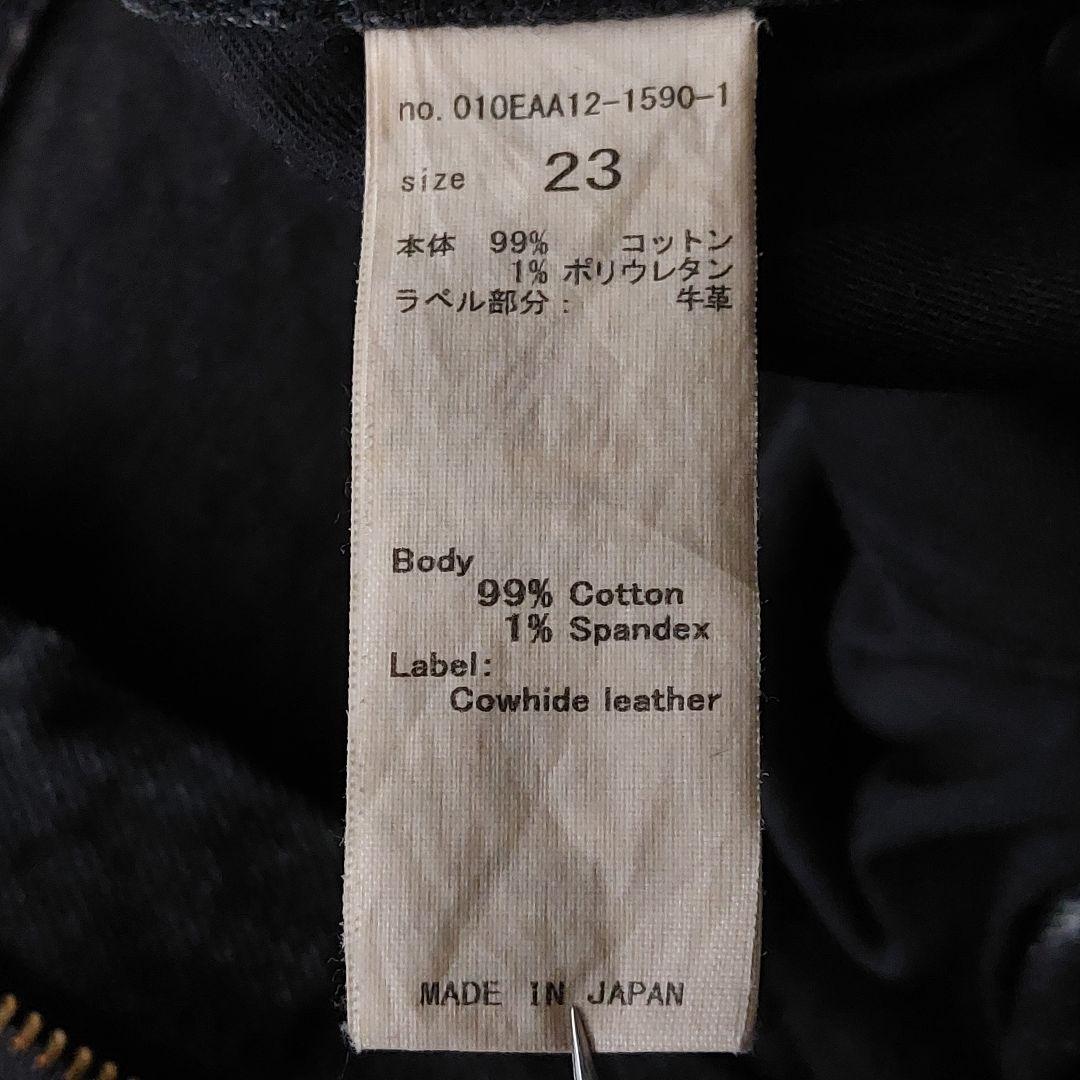 no. 010EAA12-1590-1
size 23
本体 99% コットン
1% ポリウレタン
ラベル部分: 牛革
Body
99% Cotton
1% Spandex
Label:
Cowhide leather
MADE IN JAPAN